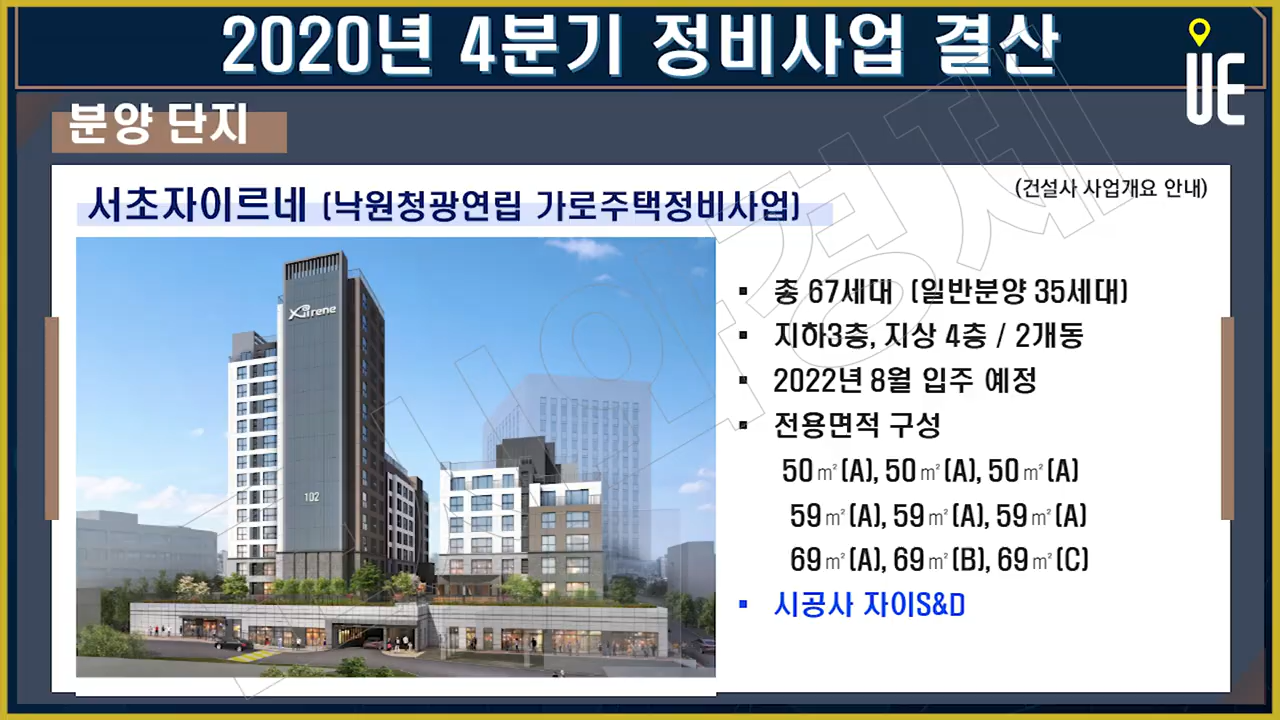 2020년 4분기 정비사업 결산
UE
분양 단지
서초자이르네 (낙원청광연립 가로주택정비사업)
(건설사 사업개요 안내)
Xirene
102
▪ 총 67세대 (일반분양 35세대)
▪ 지하3층, 지상 4층 / 2개동
▪ 2022년 8월 입주 예정
▪ 전용면적 구성
50㎡(A), 50㎡(A), 50㎡(A)
59㎡(A), 59㎡(A), 59㎡(A)
69㎡(A), 69㎡(B), 69㎡(C)
▪ 시공사 자이S&D